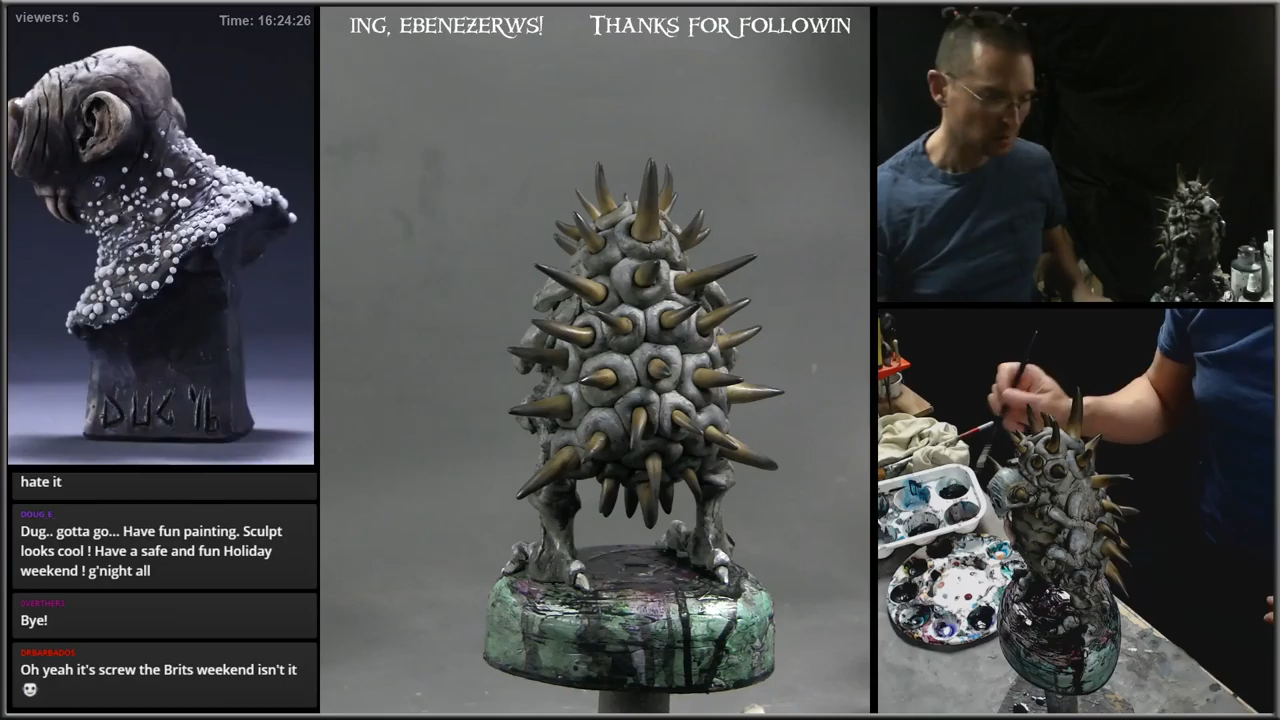 viewers: 6
Time: 16:24:26
ING, EBENEZERWS! THANKS FOR FOLLOWIN
DUG
hate it
DOUG_E_
Dug.. gotta go... Have fun painting. Sculpt
looks cool ! Have a safe and fun Holiday
weekend ! g'night all
0VERTHER3
Bye!
DRBARBADOS
Oh yeah it's screw the Brits weekend isn't it